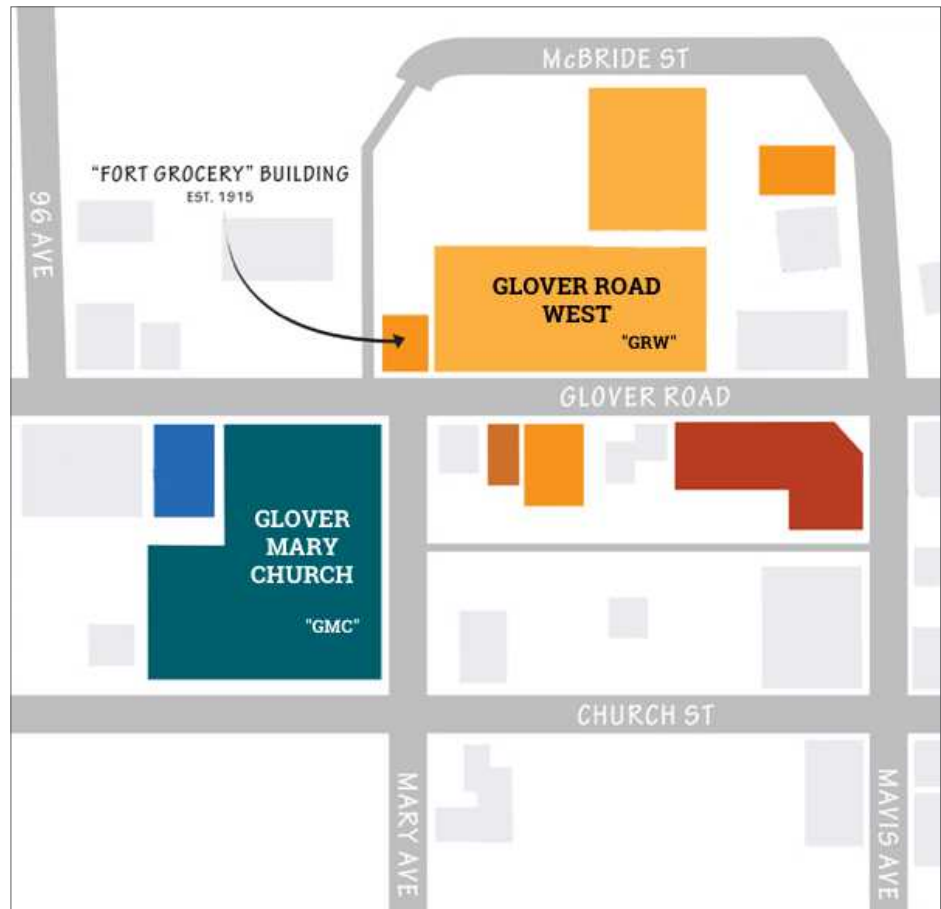 McBRIDE ST
"FORT GROCERY" BUILDING
EST. 1915
96 AVE
GLOVER ROAD
WEST
"GRW"
GLOVER ROAD
GLOVER
MARY
CHURCH
"GMC"
CHURCH ST
MARY AVE
MAVIS AVE